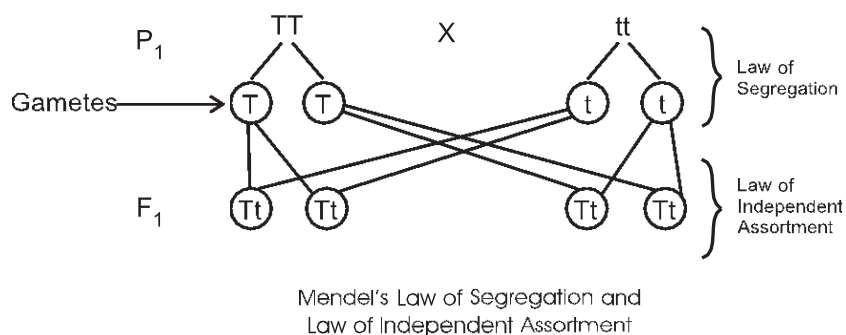 P1
TT
X
tt
Law of
Segregation
Gametes
T
T
t
t
F1
Tt
Tt
Tt
Tt
Law of
Independent
Assortment
Mendel's Law of Segregation and
Law of Independent Assortment